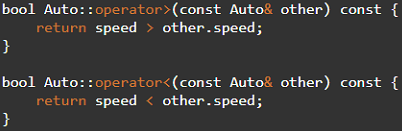 bool Auto::operator>(const Auto& other) const {
    return speed > other.speed;
}
bool Auto::operator<(const Auto& other) const {
    return speed < other.speed;
}